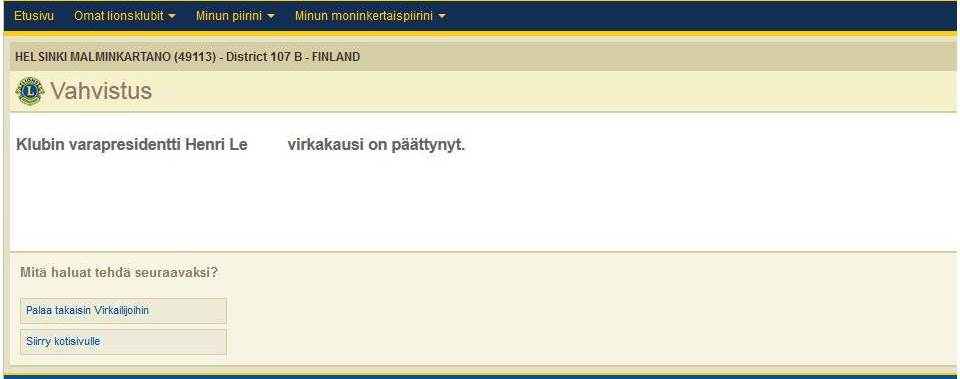 Etusivu Omat lionsklubit Minun piirini Minun moninkertaispiirini
HELSINKI MALMINKARTANO (49113) - District 107 B - FINLAND
L
Vahvistus
Klubin varapresidentti Henri Le virkakausi on päättynyt.
Mitä haluat tehdä seuraavaksi?
Palaa takaisin Virkailijoihin
Siirry kotisivulle